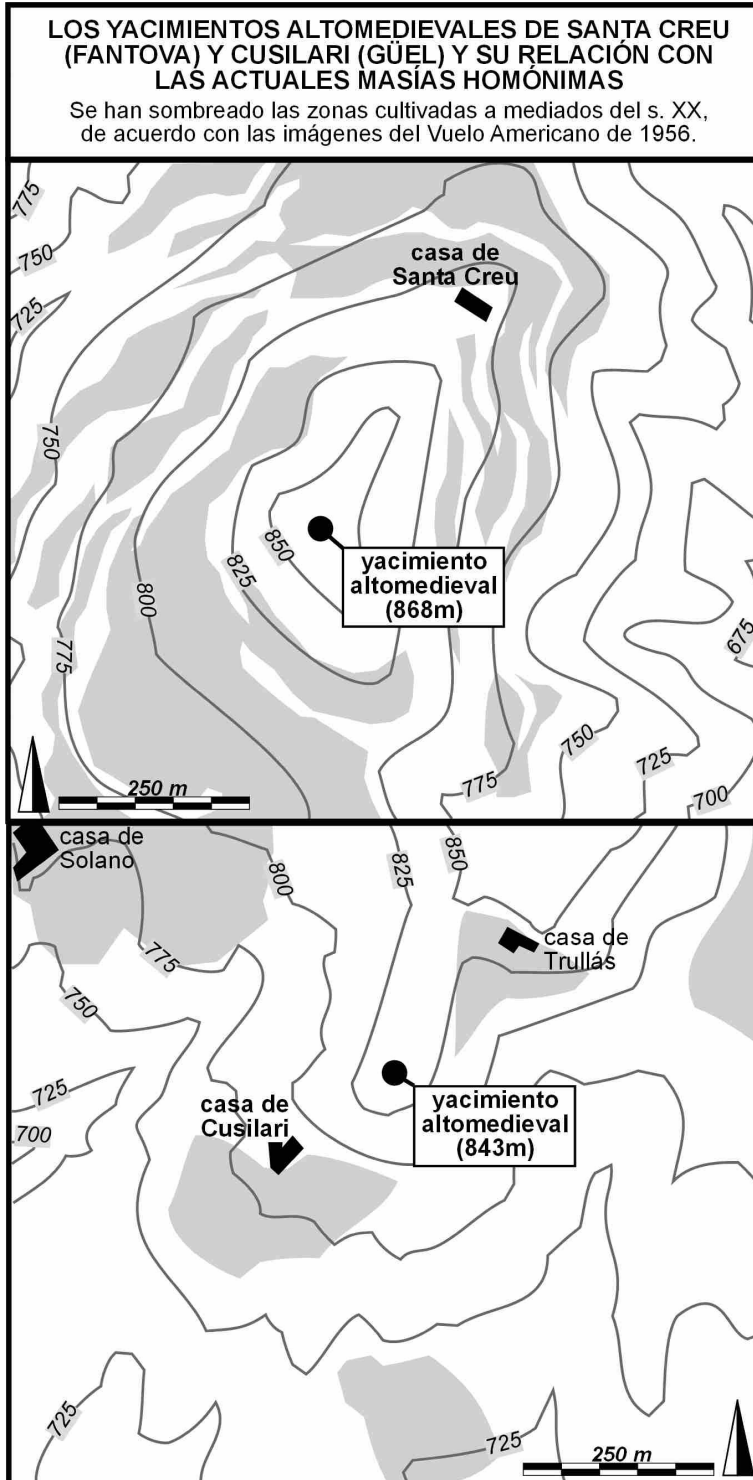 LOS YACIMIENTOS ALTOMEDIEVALES DE SANTA CREU
(FANTOVA) Y CUSILARI (GÜEL) Y SU RELACIÓN CON
LAS ACTUALES MASÍAS HOMÓNIMAS
Se han sombreado las zonas cultivadas a mediados del s. XX,
de acuerdo con las imágenes del Vuelo Americano de 1956.
775
750
725
casa de
Santa Creu
750
850
825
800
775
yacimiento
altomedieval
(868m)
675
750
725
700
775
250 m
casa de
Solano
800
825
850
775
750
casa de
Trullás
725
700
casa de
Cusilari
yacimiento
altomedieval
(843m)
725
725
250 m